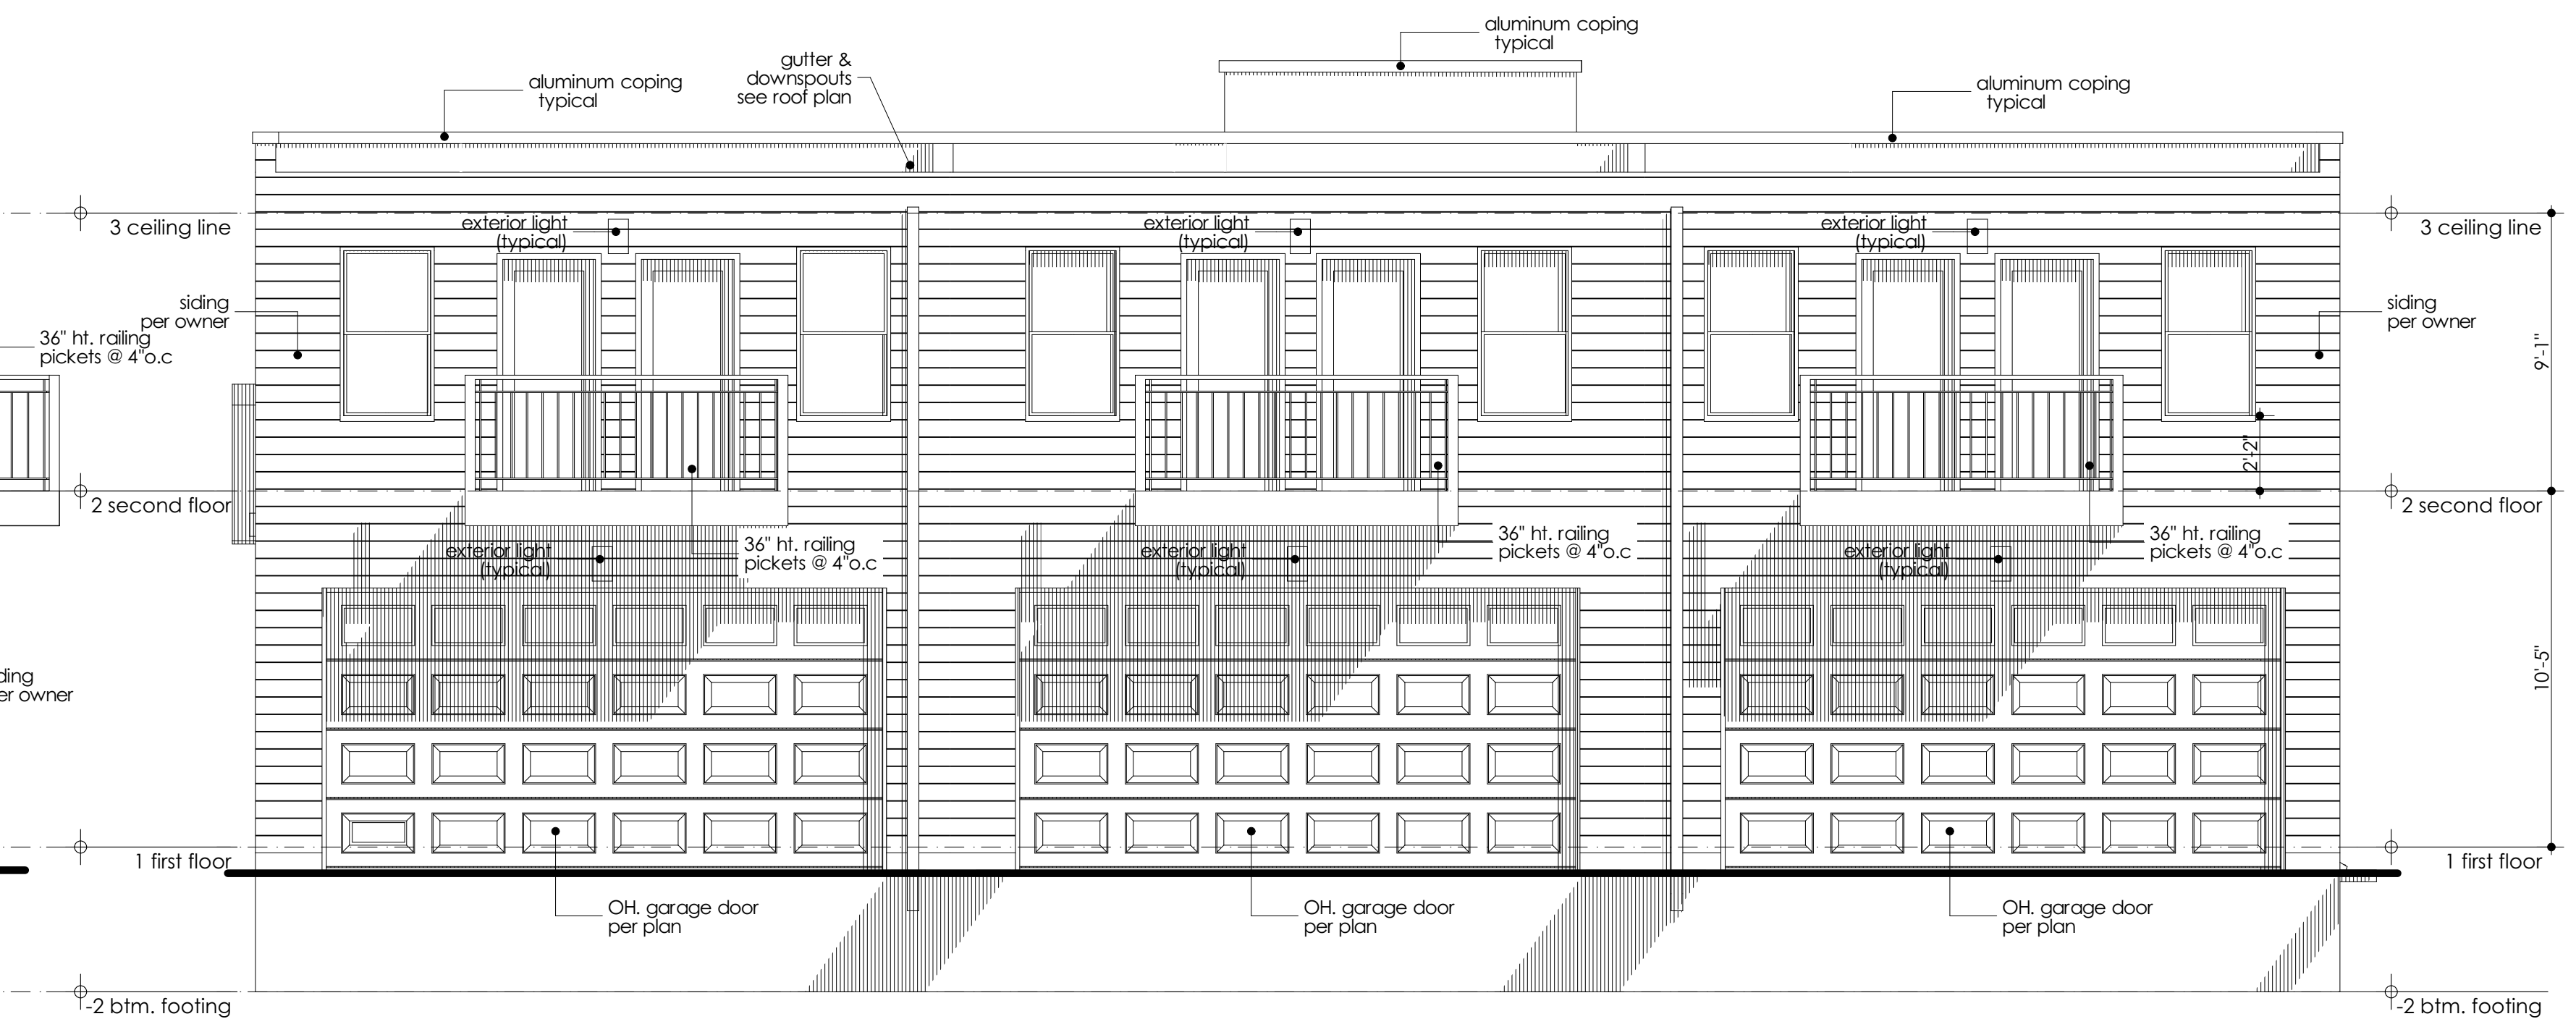 aluminum coping
typical
gutter &
downspouts
see roof plan
aluminum coping
typical
aluminum coping
typical
3 ceiling line
exterior light
(typical)
exterior light
(typical)
exterior light
(typical)
3 ceiling line
siding
per owner
36" ht. railing
pickets @ 4"o.c
siding
per owner
9'-1"
2'-2"
2 second floor
2 second floor
exterior light
(typical)
36" ht. railing
pickets @ 4"o.c
exterior light
(typical)
36" ht. railing
pickets @ 4"o.c
exterior light
(typical)
36" ht. railing
pickets @ 4"o.c
10'-5"
owner
1 first floor
1 first floor
OH. garage door
per plan
OH. garage door
per plan
OH. garage door
per plan
-2 btm. footing
-2 btm. footing